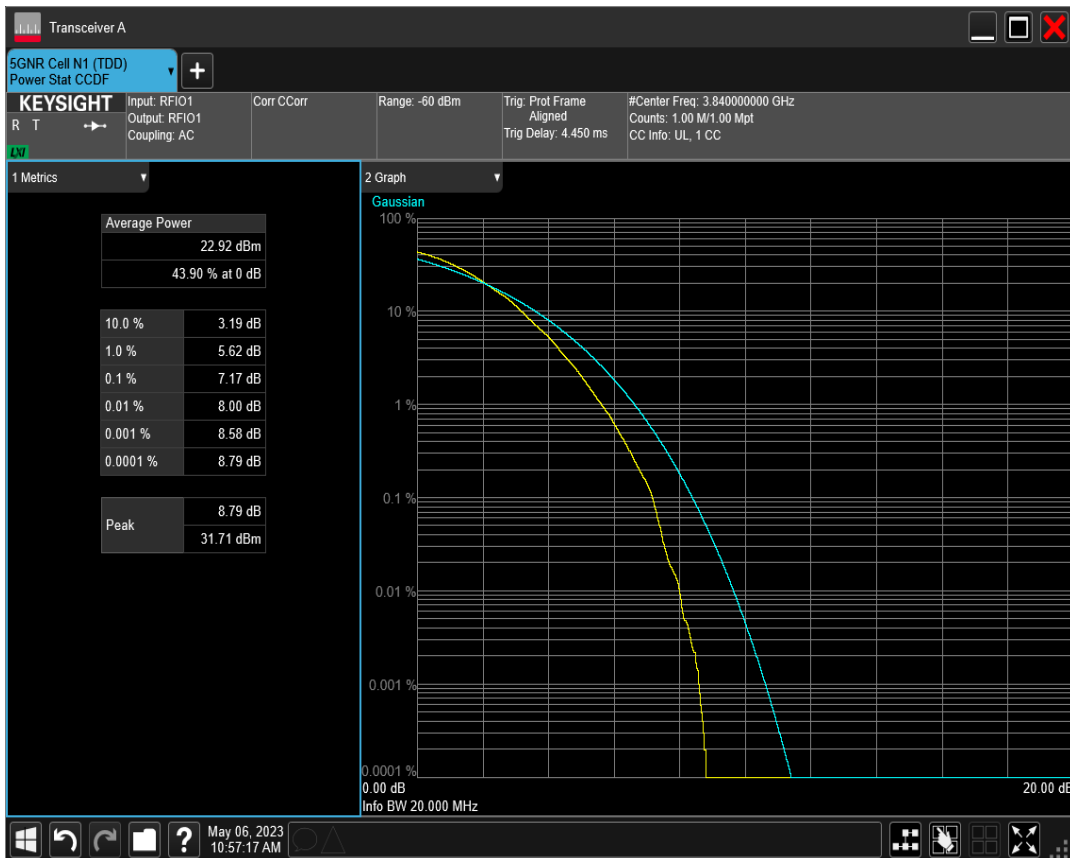 Transceiver A
5GNR Cell N1 (TDD)
Power Stat CCDF
+
KEYSIGHT
R T
LXI
Input: RFIO1
Output: RFIO1
Coupling: AC
Corr CCorr
Range: -60 dBm
Trig: Prot Frame
Aligned
Trig Delay: 4.450 ms
#Center Freq: 3.840000000 GHz
Counts: 1.00 M/1.00 Mpt
CC Info: UL, 1 CC
1 Metrics
Average Power
22.92 dBm
43.90 % at 0 dB
10.0 % 3.19 dB
1.0 % 5.62 dB
0.1 % 7.17 dB
0.01 % 8.00 dB
0.001 % 8.58 dB
0.0001 % 8.79 dB
Peak
8.79 dB
31.71 dBm
2 Graph
Gaussian
100 %
10 %
1 %
0.1 %
0.01 %
0.001 %
0.0001 %
0.00 dB 20.00 dB
Info BW 20.000 MHz
?
May 06, 2023
10:57:17 AM